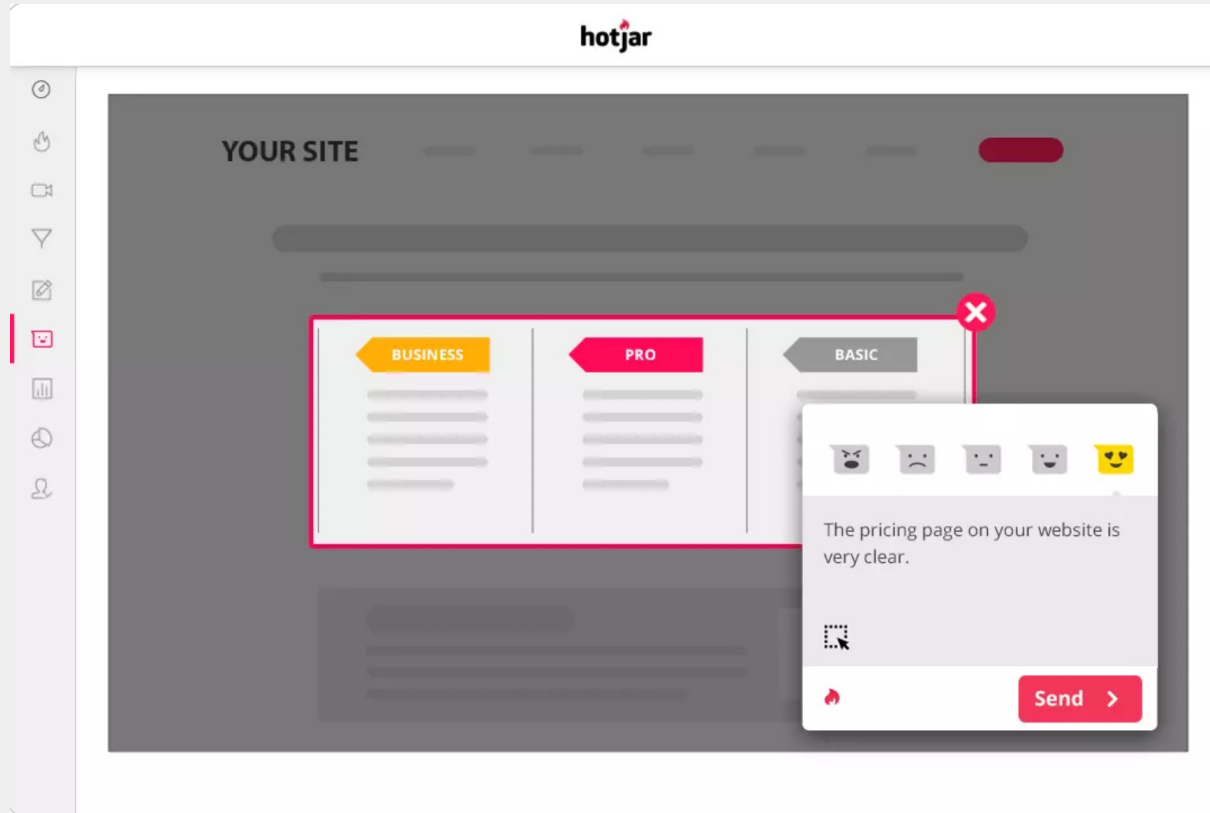 hotjar
YOUR SITE
BUSINESS
PRO
BASIC
The pricing page on your website is
very clear.
Send